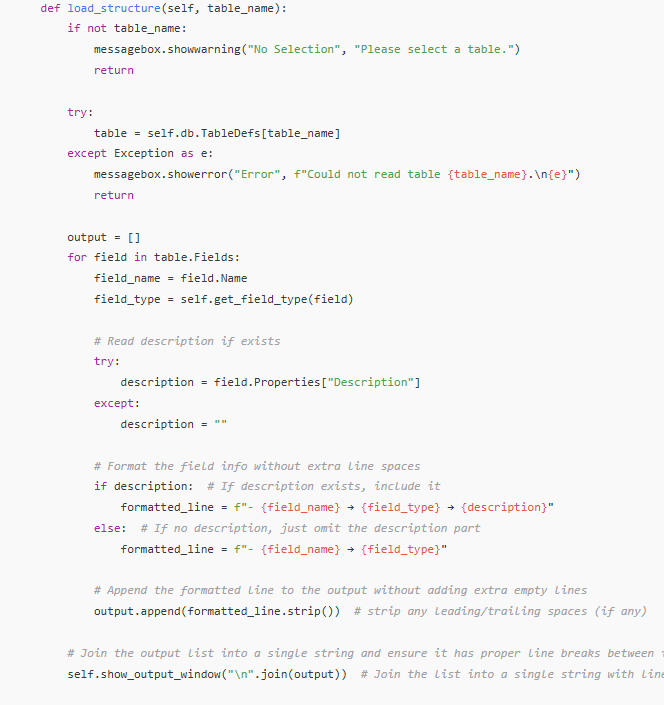 def load_structure(self, table_name):
    if not table_name:
        messagebox.showwarning("No Selection", "Please select a table.")
        return

    try:
        table = self.db.TableDefs[table_name]
    except Exception as e:
        messagebox.showerror("Error", f"Could not read table {table_name}.\n{e}")
        return

    output = []
    for field in table.Fields:
        field_name = field.Name
        field_type = self.get_field_type(field)

        # Read description if exists
        try:
            description = field.Properties["Description"]
        except:
            description = ""

        # Format the field info without extra line spaces
        if description:  # If description exists, include it
            formatted_line = f"- {field_name} → {field_type} → {description}"
        else:  # If no description, just omit the description part
            formatted_line = f"- {field_name} → {field_type}"

        # Append the formatted line to the output without adding extra empty lines
        output.append(formatted_line.strip())  # strip any leading/trailing spaces (if any)

    # Join the output list into a single string and ensure it has proper line breaks between
    self.show_output_window("\n".join(output))  # Join the list into a single string with